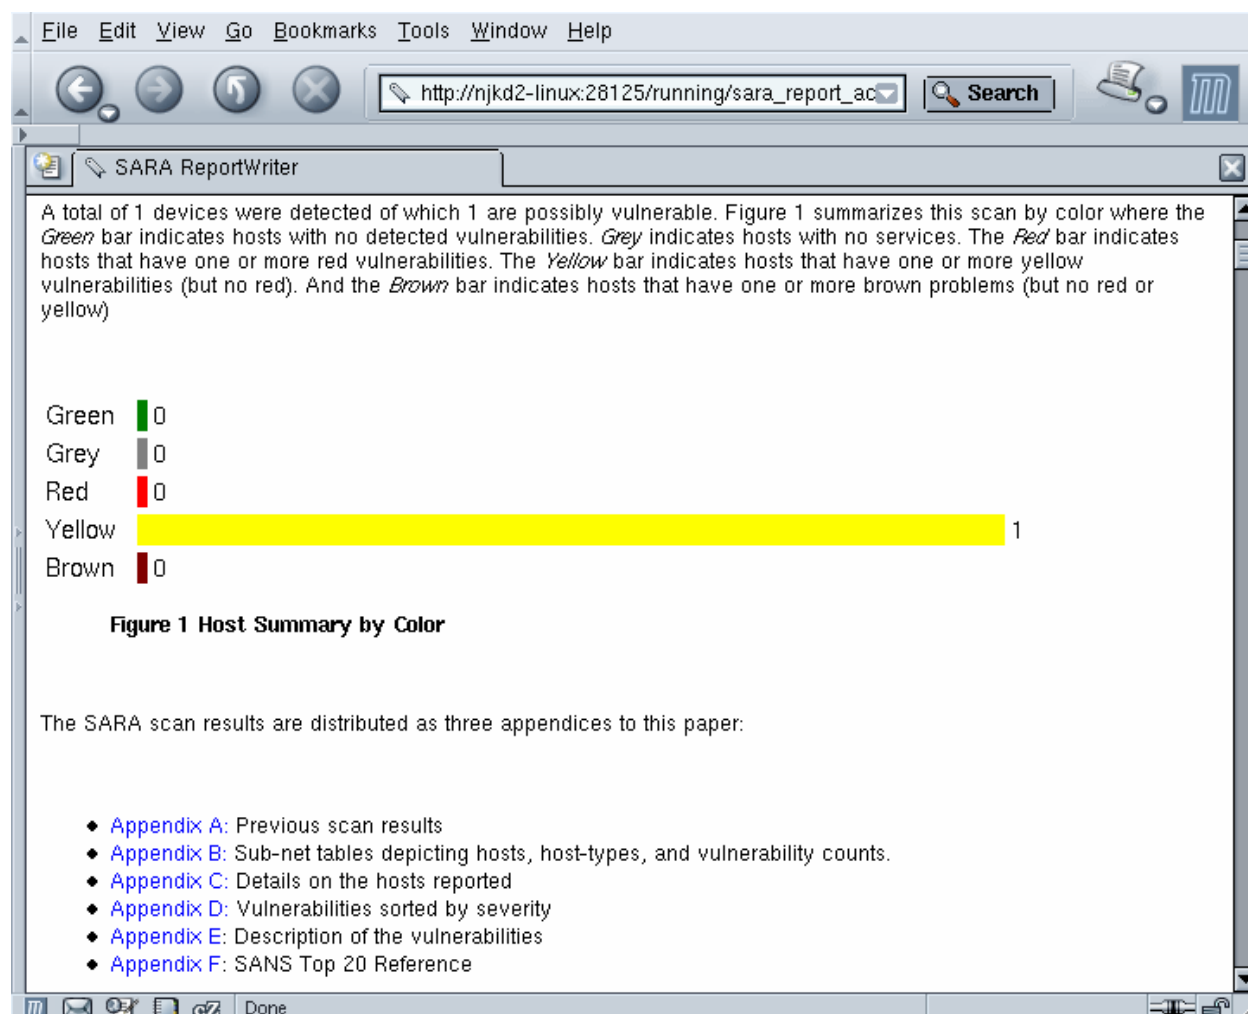 File Edit View Go Bookmarks Tools Window Help
http://njkd2-linux:28125/running/sara_report_ac
Search
SARA ReportWriter
A total of 1 devices were detected of which 1 are possibly vulnerable. Figure 1 summarizes this scan by color where the
Green bar indicates hosts with no detected vulnerabilities. Grey indicates hosts with no services. The Red bar indicates
hosts that have one or more red vulnerabilities. The Yellow bar indicates hosts that have one or more yellow
vulnerabilities (but no red). And the Brown bar indicates hosts that have one or more brown problems (but no red or
yellow)
Green 0
Grey 0
Red 0
Yellow 1
Brown 0
Figure 1 Host Summary by Color
The SARA scan results are distributed as three appendices to this paper:
Appendix A: Previous scan results
Appendix B: Sub-net tables depicting hosts, host-types, and vulnerability counts.
Appendix C: Details on the hosts reported
Appendix D: Vulnerabilities sorted by severity
Appendix E: Description of the vulnerabilities
Appendix F: SANS Top 20 Reference
Done